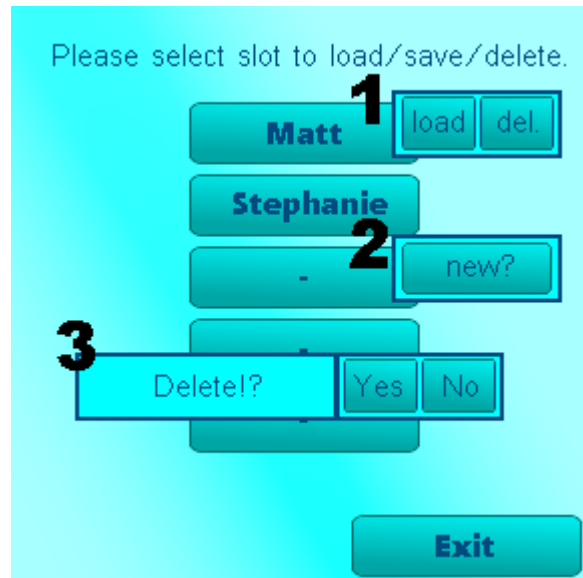 Please select slot to load/save/delete.
1
load del.
Matt
Stephanie
2
new?
-
3
-
Delete!? Yes No
-
Exit